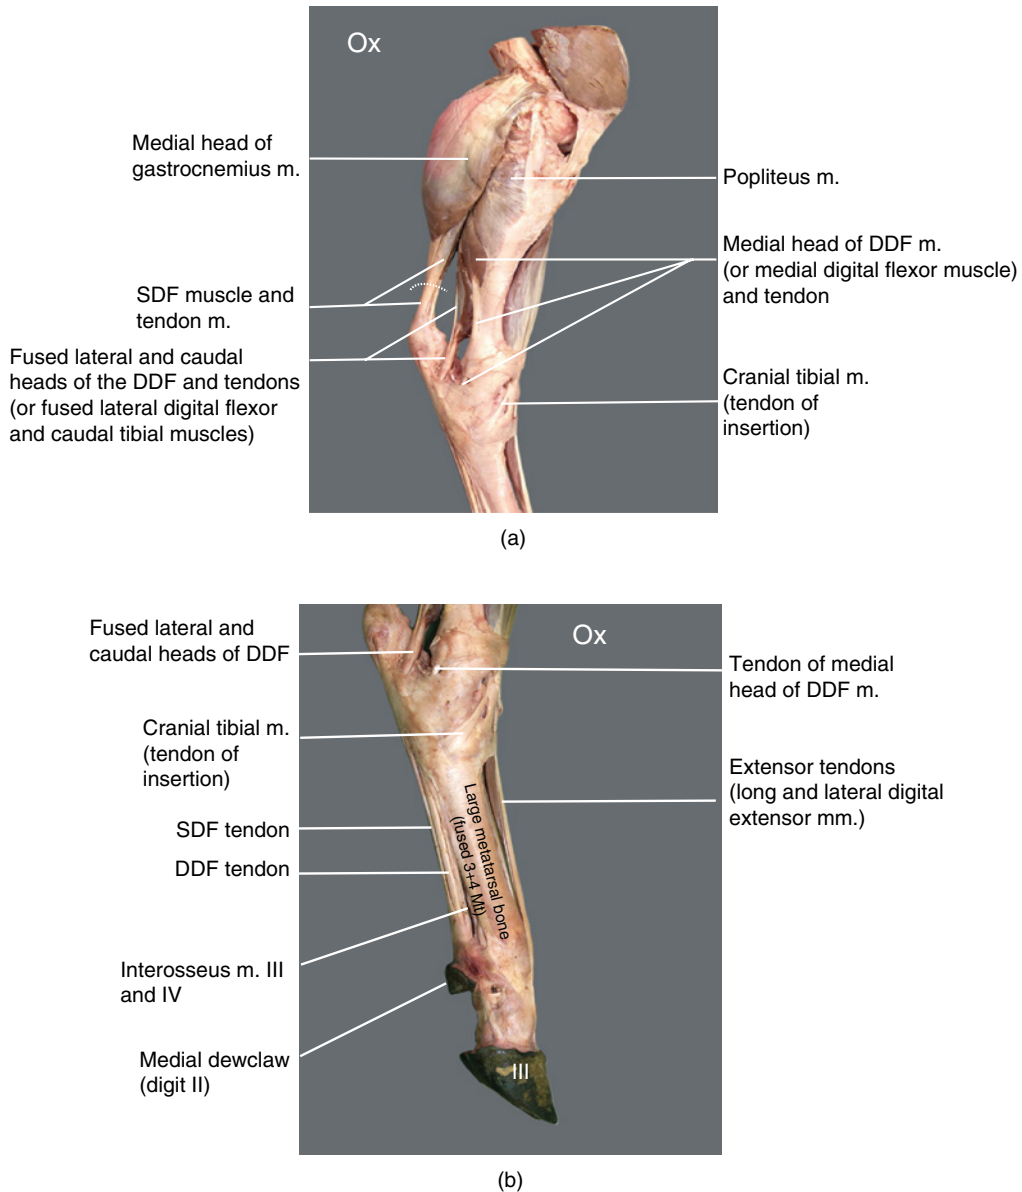 Ox
Medial head of
gastrocnemius m.
Popliteus m.
Medial head of DDF m.
(or medial digital flexor muscle)
and tendon
SDF muscle and
tendon m.
Fused lateral and caudal
heads of the DDF and tendons
(or fused lateral digital flexor
and caudal tibial muscles)
Cranial tibial m.
(tendon of
insertion)
(a)
Fused lateral and
caudal heads of DDF
Ox
Tendon of medial
head of DDF m.
Cranial tibial m.
(tendon of
insertion)
Extensor tendons
(long and lateral digital
extensor mm.)
SDF tendon
DDF tendon
Large metatarsal bone
(fused 3+4 Mt)
Interosseus m. III
and IV
Medial dewclaw
(digit II)
III
(b)